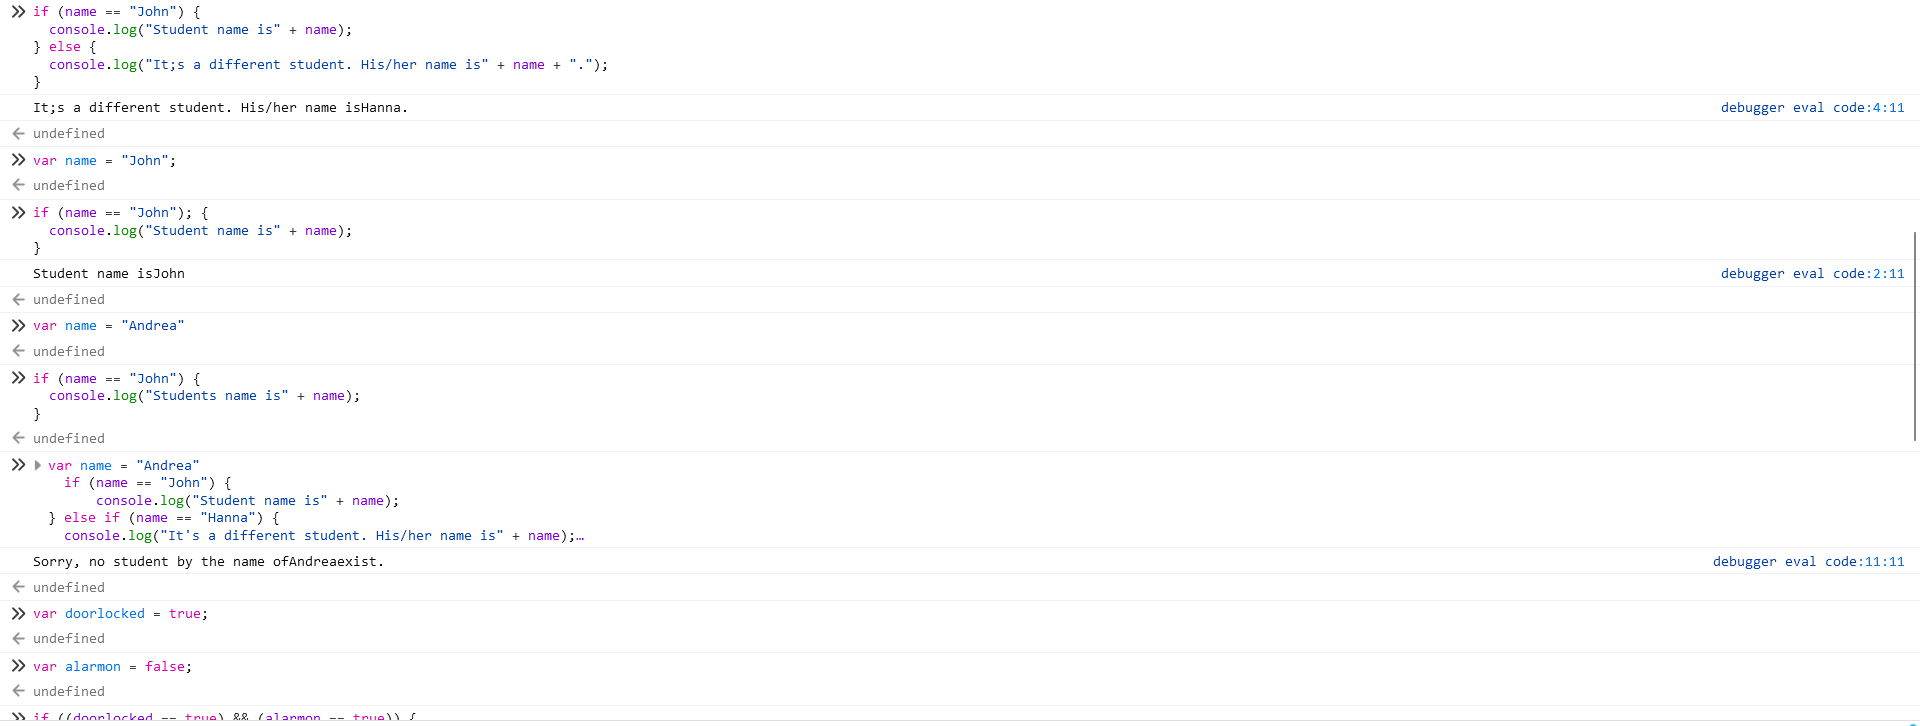 if (name == "John") {
console.log("Student name is" + name);
} else {
console.log("It;s a different student. His/her name is" + name + ".");
}
It;s a different student. His/her name isHanna.
debugger eval code:4:11
undefined
var name = "John";
undefined
if (name == "John"); {
console.log("Student name is" + name);
}
Student name isJohn
debugger eval code:2:11
undefined
var name = "Andrea"
undefined
if (name == "John") {
console.log("Students name is" + name);
}
undefined
var name = "Andrea"
if (name == "John") {
console.log("Student name is" + name);
} else if (name == "Hanna") {
console.log("It's a different student. His/her name is" + name);…
Sorry, no student by the name ofAndreaexist.
debugger eval code:11:11
undefined
var doorlocked = true;
undefined
var alarmon = false;
undefined
if ((doorlocked == true) && (alarmon == true)) {